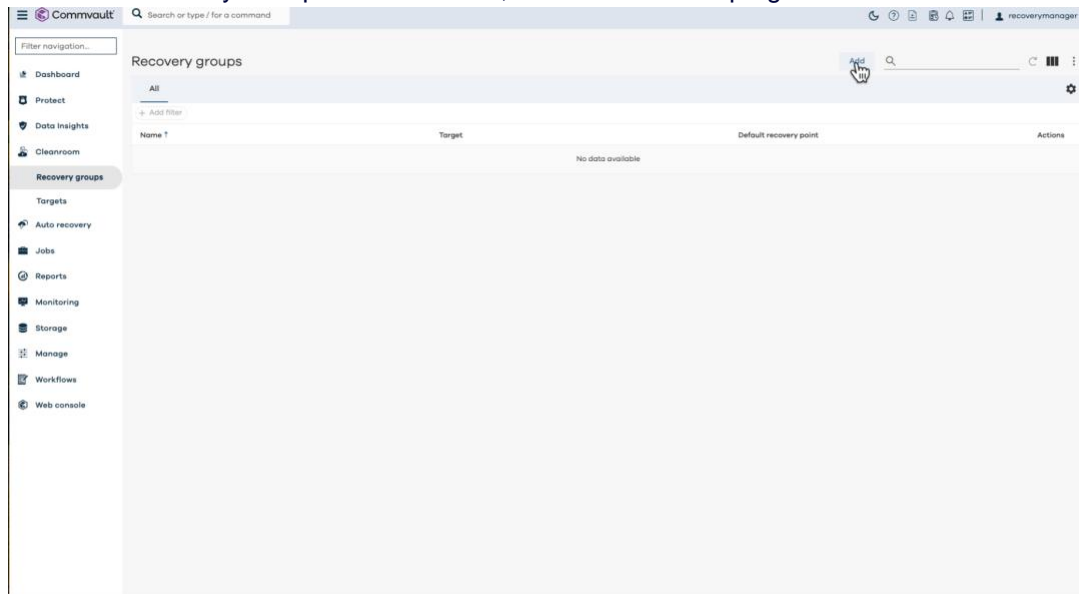 Commvault
Search or type / for a command
recoverymanager
Filter navigation...
Dashboard
Protect
Data Insights
Cleanroom
Recovery groups
Targets
Auto recovery
Jobs
Reports
Monitoring
Storage
Manage
Workflows
Web console
Recovery groups
Add
All
+ Add filter
Name ↑ Target Default recovery point Actions
No data available